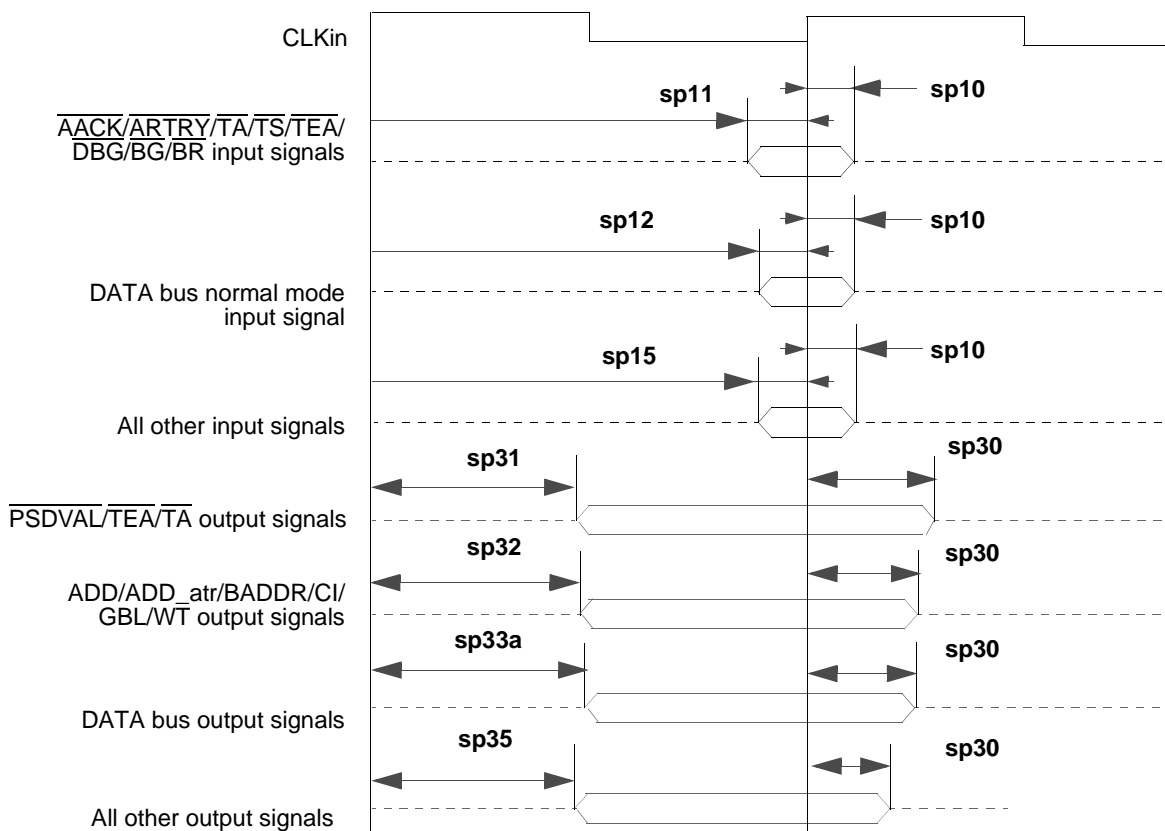 CLKin
sp11
sp10
AACK/ARTRY/TA/TS/TEA/
DBG/BG/BR input signals
sp12
sp10
DATA bus normal mode
input signal
sp15
sp10
All other input signals
sp31
sp30
PSDVAL/TEA/TA output signals
sp32
sp30
ADD/ADD_atr/BADDR/CI/
GBL/WT output signals
sp33a
sp30
DATA bus output signals
sp35
sp30
All other output signals